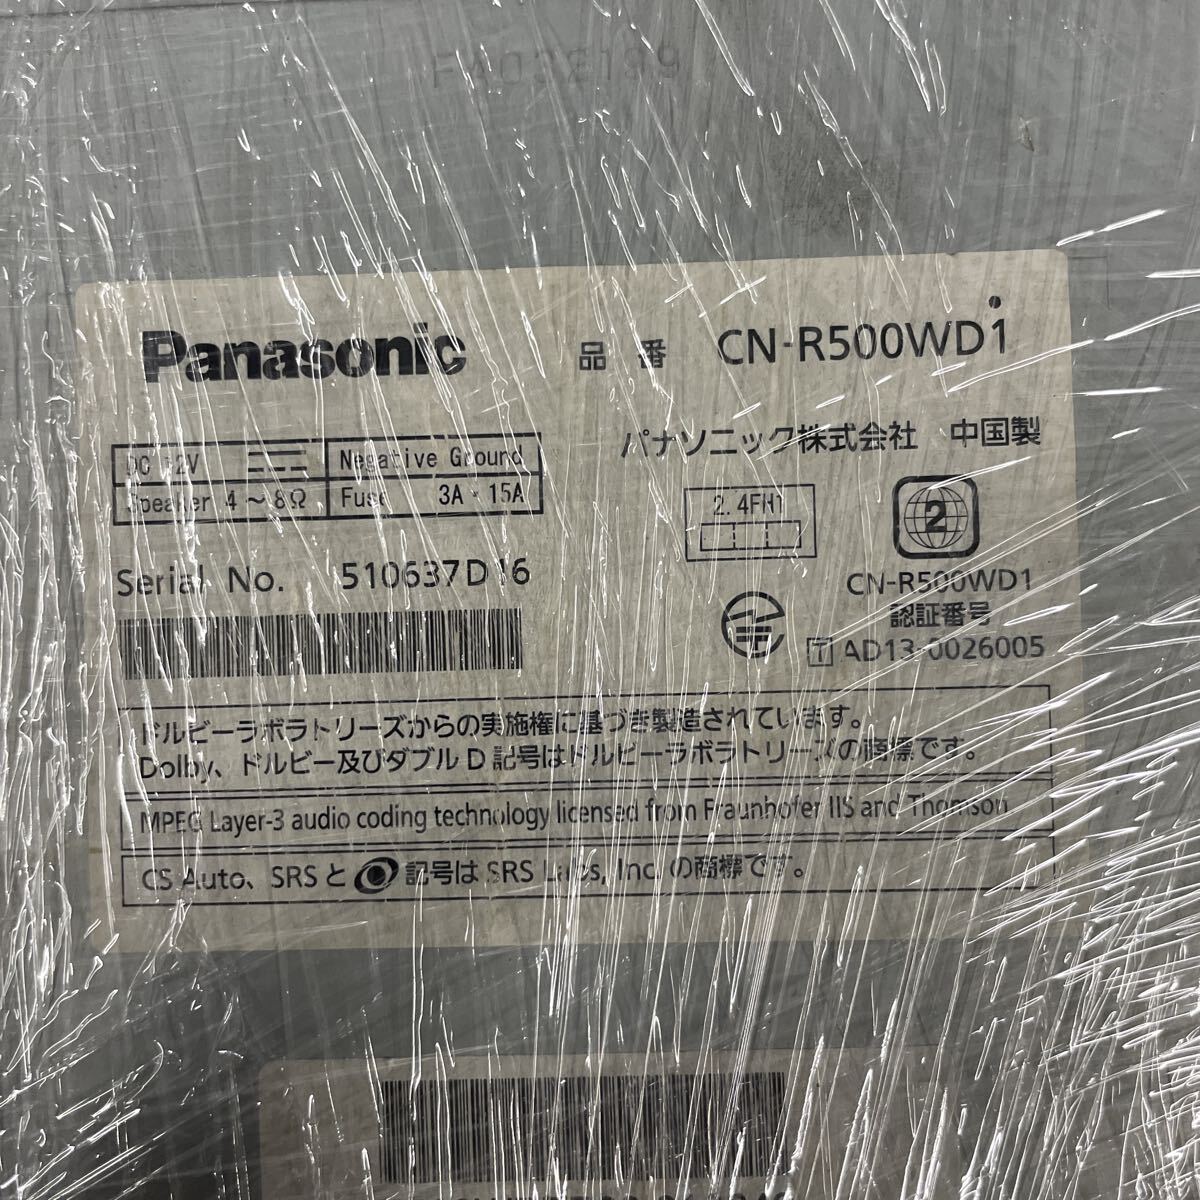 FA036199
Panasonic 品番 CN-R500WD1
パナソニック株式会社 中国製
DC 12V Negative Ground
Speaker 4～8Ω Fuse 3A・15A
2.4FH1
2
Serial No. 510637D16
CN-R500WD1
認証番号
T AD13-0026005
ドルビーラボラトリーズからの実施権に基づき製造されています。
Dolby、ドルビー及びダブルD記号はドルビーラボラトリーズの商標です。
MPEG Layer-3 audio coding technology licensed from Fraunhofer IIS and Thomson
CS Auto、SRSと記号はSRS Labs, Inc.の商標です。